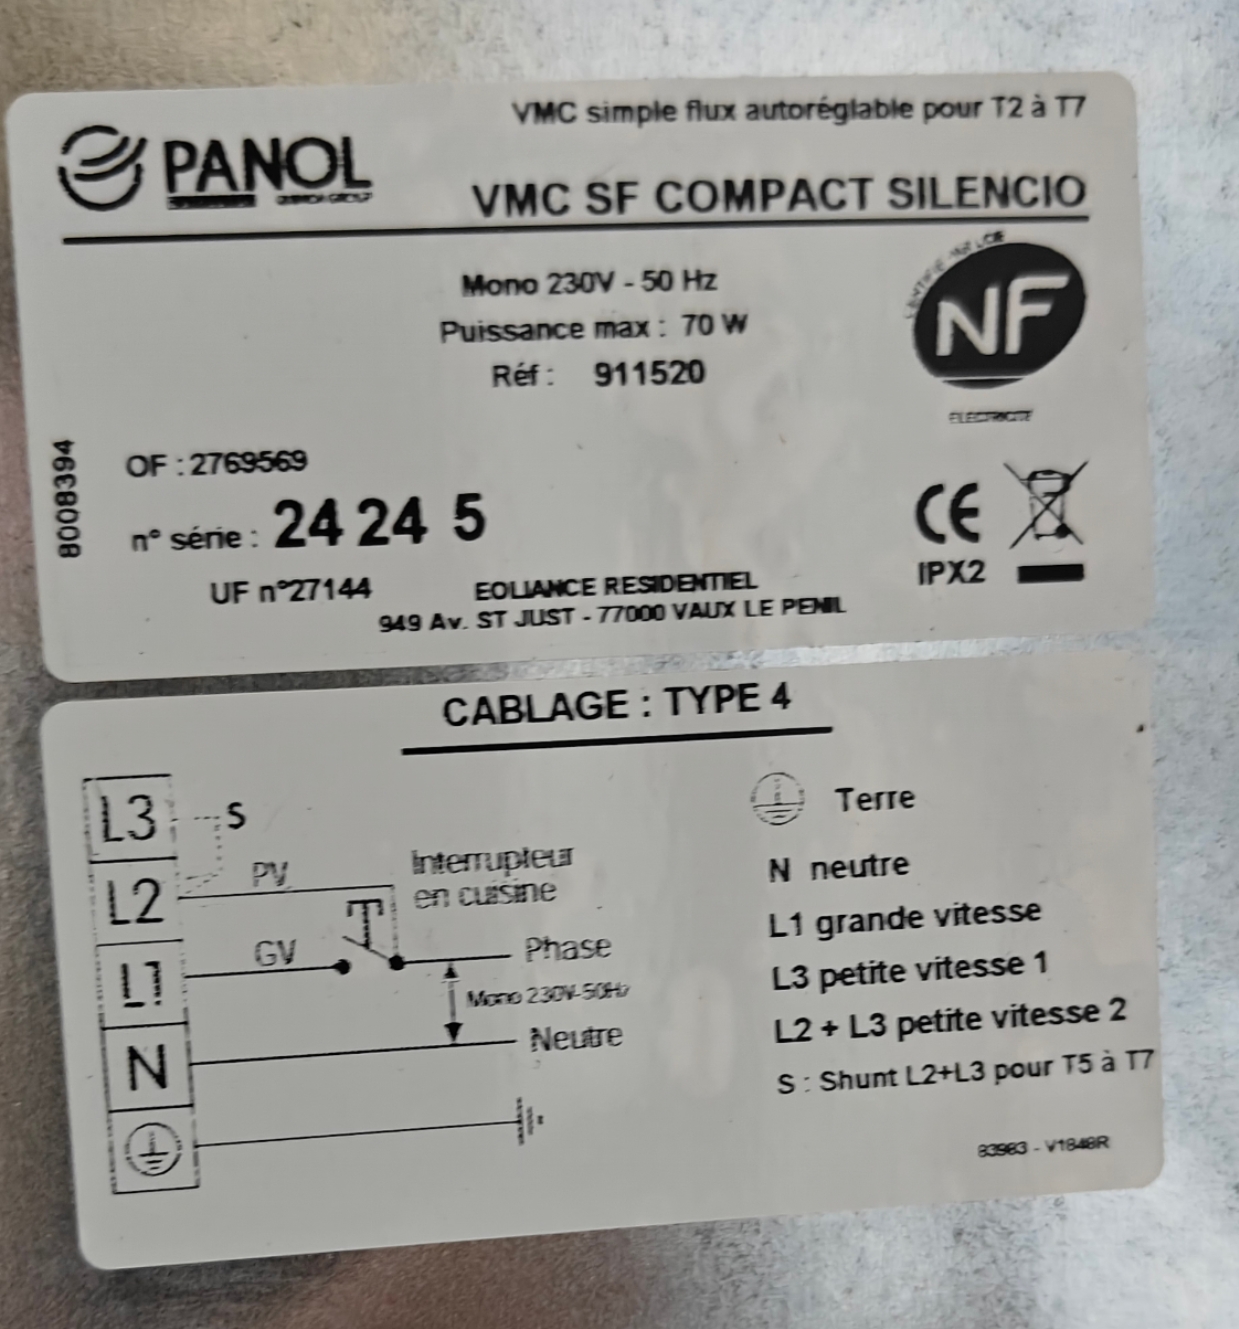 VMC simple flux autoréglable pour T2 à T7
PANOL
VMC SF COMPACT SILENCIO
Mono 230V - 50 Hz
Puissance max : 70 W
Réf : 911520
NF
ELECTRICITE
8008394
OF : 2769569
n° série : 24 24 5
CE
IPX2
UF n°27144
EOLIANCE RESIDENTIEL
949 Av. ST JUST - 77000 VAUX LE PENIL
CABLAGE : TYPE 4
L3
S
L2
PV
Interrupteur
en cuisine
L1
GV
Phase
Mono 230V-50Hz
N
Neutre
Terre
N neutre
L1 grande vitesse
L3 petite vitesse 1
L2 + L3 petite vitesse 2
S : Shunt L2+L3 pour T5 à T7
83983 - V1848R